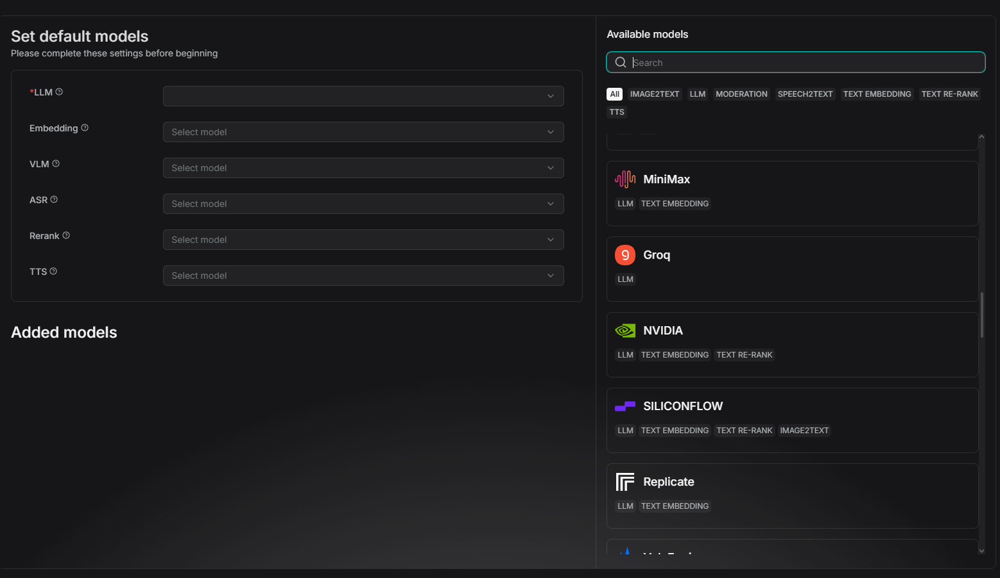 Set default models
Please complete these settings before beginning
*LLM
Embedding
Select model
VLM
Select model
ASR
Select model
Rerank
Select model
TTS
Select model
Added models
Available models
Search
All IMAGE2TEXT LLM MODERATION SPEECH2TEXT TEXT EMBEDDING TEXT RE-RANK
TTS
MiniMax
LLM TEXT EMBEDDING
Groq
LLM
NVIDIA
LLM TEXT EMBEDDING TEXT RE-RANK
SILICONFLOW
LLM TEXT EMBEDDING TEXT RE-RANK IMAGE2TEXT
Replicate
LLM TEXT EMBEDDING